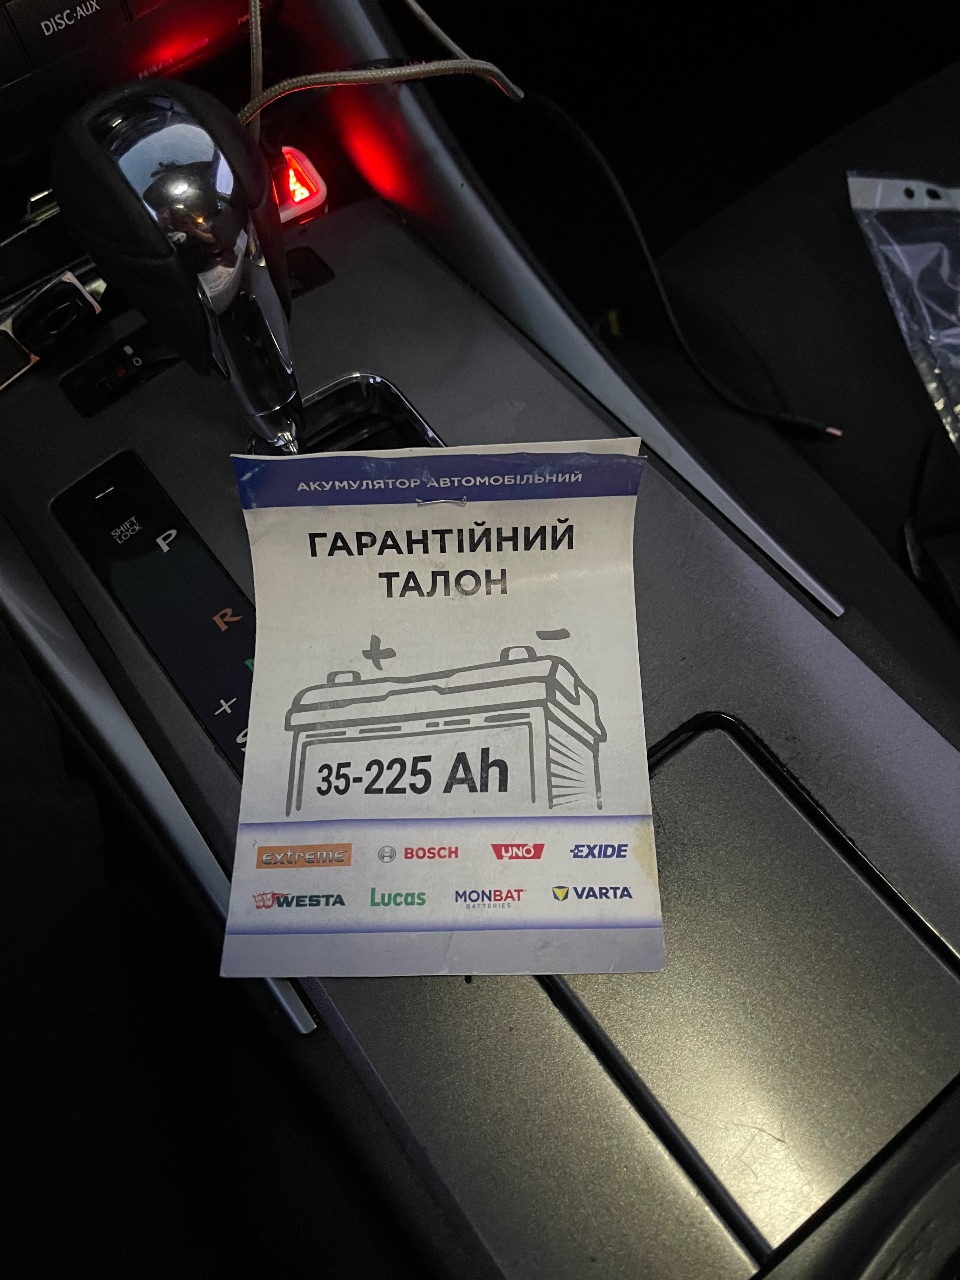 DISC·AUX
SHIFT
LOCK
P
R
+
АКУМУЛЯТОР АВТОМОБІЛЬНИЙ
ГАРАНТІЙНИЙ
ТАЛОН
+ −
35-225 Ah
extreme BOSCH UNO EXIDE
WESTA Lucas MONBAT BATTERIES VARTA